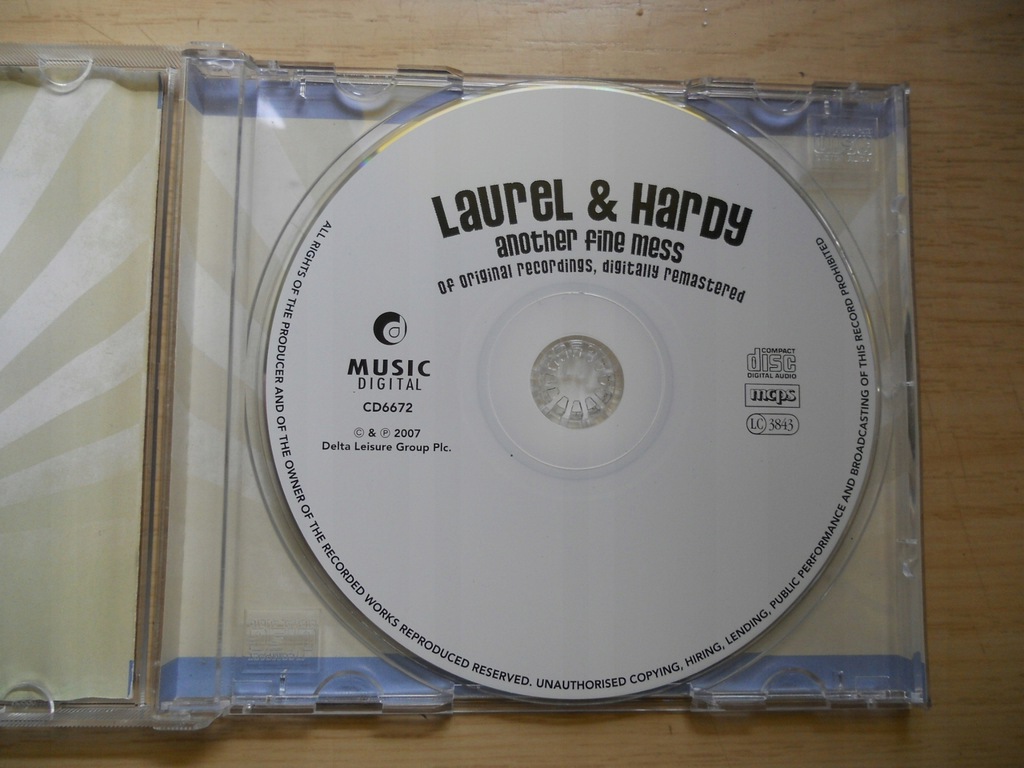 Laurel & Hardy
another fine mess
of original recordings, digitally remastered
d
MUSIC
DIGITAL
CD6672
© & ℗ 2007
Delta Leisure Group Plc.
COMPACT
disc
DIGITAL AUDIO
mcps
LC 3843
ALL RIGHTS OF THE PRODUCER AND OF THE OWNER OF THE RECORDED WORKS REPRODUCED RESERVED. UNAUTHORISED COPYING, HIRING, LENDING, PUBLIC PERFORMANCE AND BROADCASTING OF THIS RECORD PROHIBITED